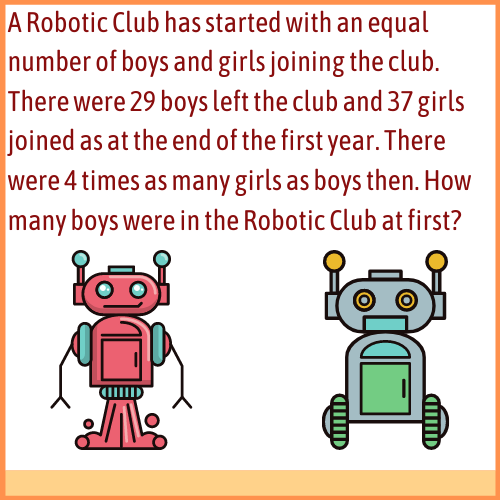 A Robotic Club has started with an equal
number of boys and girls joining the club.
There were 29 boys left the club and 37 girls
joined as at the end of the first year. There
were 4 times as many girls as boys then. How
many boys were in the Robotic Club at first?